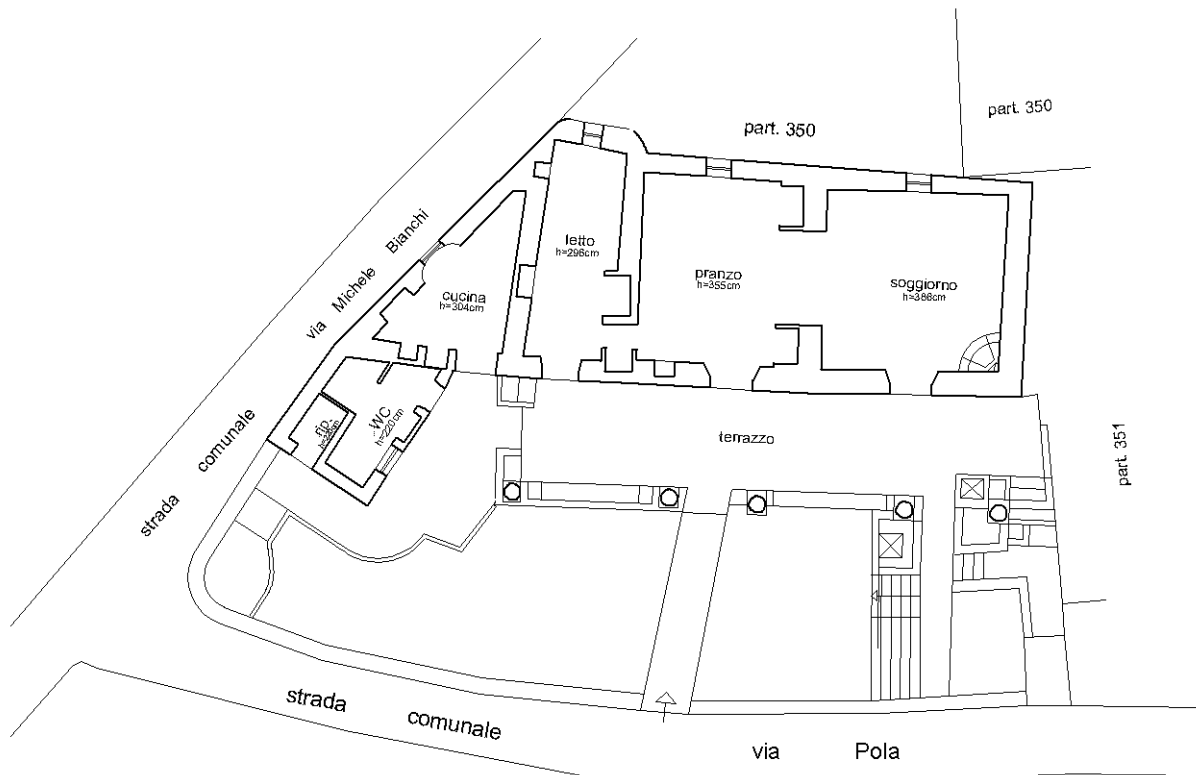 part. 350
part. 350
via Michele Bianchi
letto
h=296cm
pranzo
h=355cm
soggiorno
h=386cm
cucina
h=304cm
rip.
WC
h=220cm
terrazzo
strada comunale
part. 351
strada comunale
via Pola